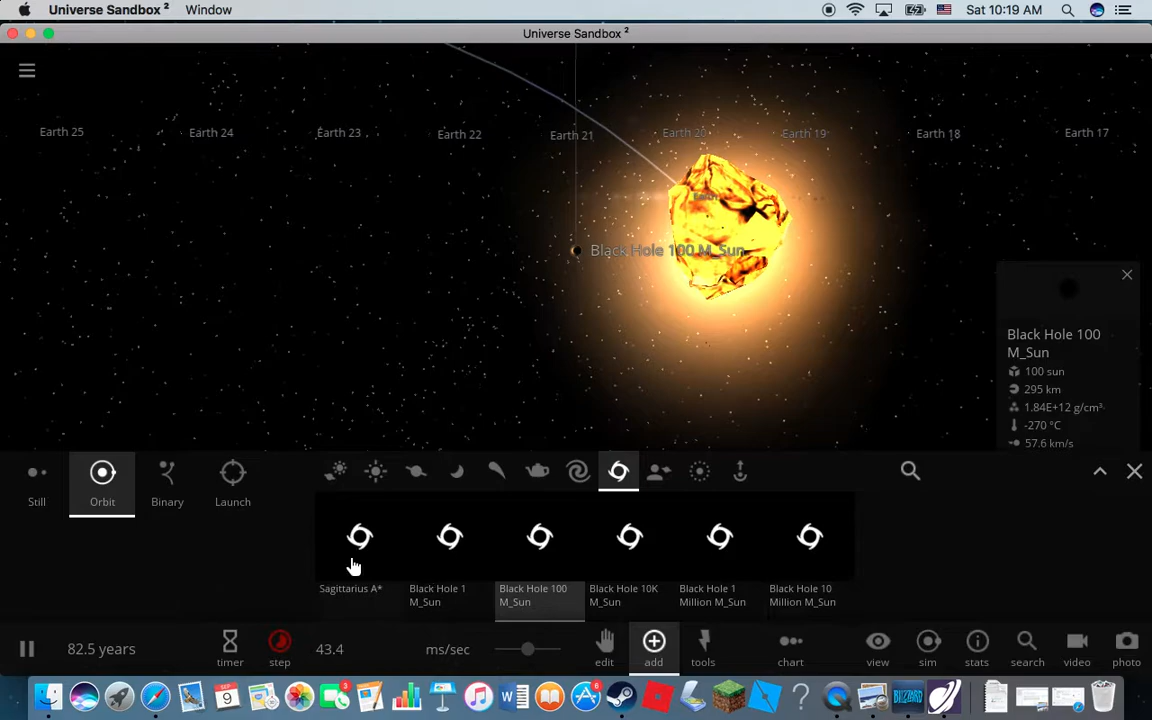 Universe Sandbox ² Window Sat 10:19 AM
Universe Sandbox ²
Earth 25 Earth 24 Earth 23 Earth 22 Earth 21 Earth 20 Earth 19 Earth 18 Earth 17
Black Hole 100 M_Sun
Black Hole 100
M_Sun
100 sun
295 km
1.84E+12 g/cm³
-270 °C
57.6 km/s
Still Orbit Binary Launch
Sagittarius A* Black Hole 1 Black Hole 100 Black Hole 10K Black Hole 1 Black Hole 10
M_Sun M_Sun M_Sun Million M_Sun Million M_Sun
82.5 years timer step 43.4 ms/sec edit add tools chart view sim stats search video photo
SEP
9
3
6
BLIZZARD